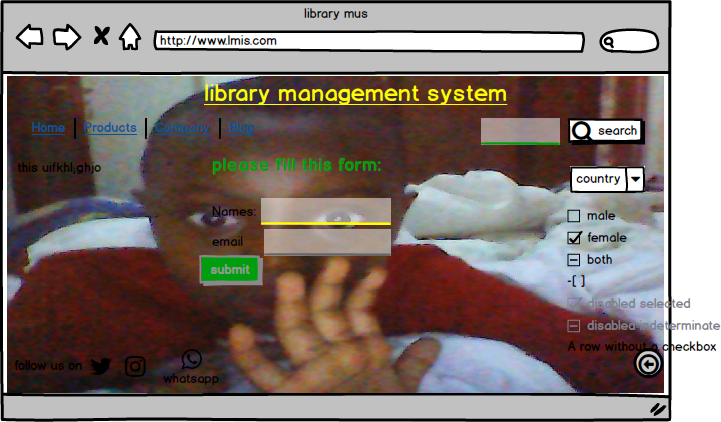 library mus
http://www.lmis.com
library management system
Home Products Company Blog
search
please fill this form:
this uifkhl;ghjo
country
Names:
male
email
female
both
submit
-[ ]
disabled selected
disabled indeterminate
A row without a checkbox
follow us on
whatsapp